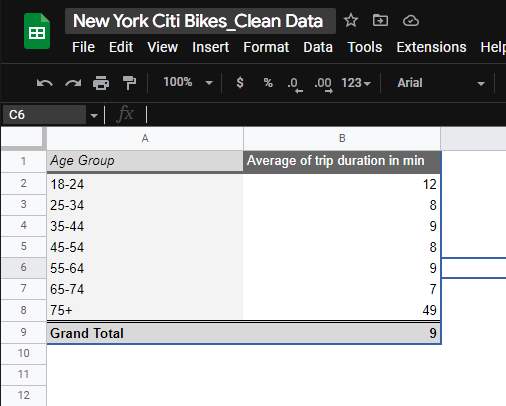 New York Citi Bikes_Clean Data
File Edit View Insert Format Data Tools Extensions
100% $ % .0 .00 123 Arial
C6 fx
A B
1 Age Group Average of trip duration in min
2 18-24 12
3 25-34 8
4 35-44 9
5 45-54 8
6 55-64 9
7 65-74 7
8 75+ 49
9 Grand Total 9
10
11
12